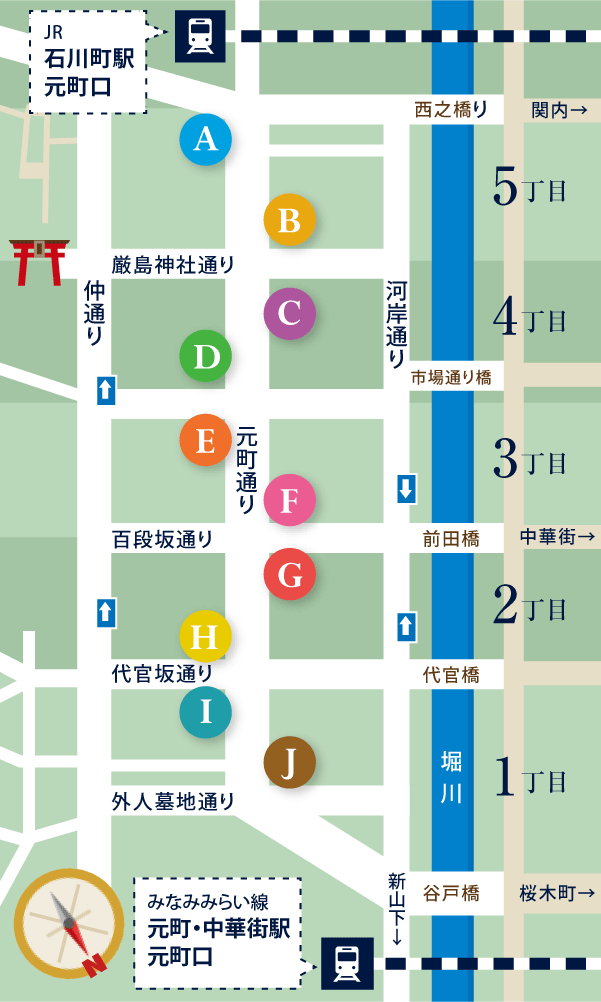 JR
石川町駅
元町口
西之橋り
関内→
A
5丁目
B
厳島神社通り
仲通り
河岸通り
C
4丁目
D
市場通り橋
E
元町通り
3丁目
F
百段坂通り
前田橋
中華街→
G
2丁目
H
代官坂通り
代官橋
I
J
堀川
1丁目
外人墓地通り
新山下→
谷戸橋
桜木町→
みなみみらい線
元町・中華街駅
元町口
N